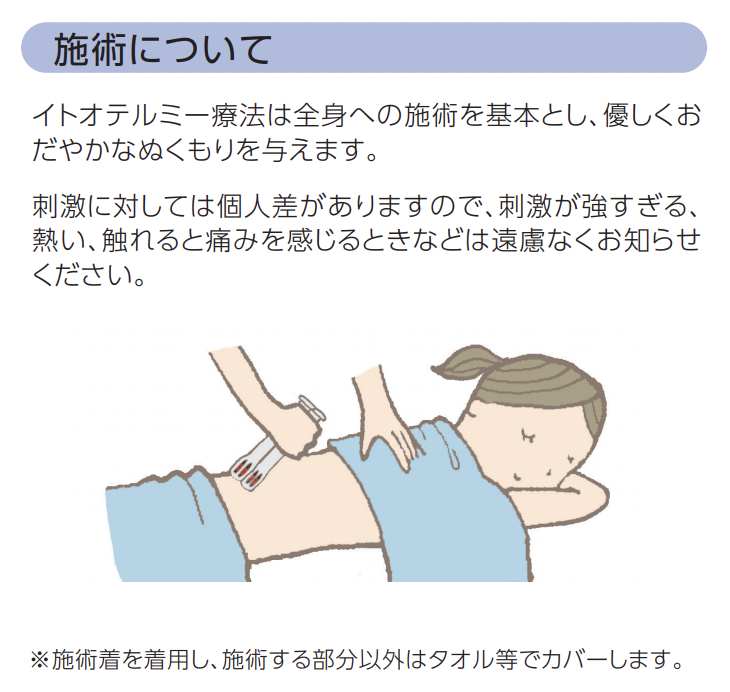 施術について
イトオテルミー療法は全身への施術を基本とし、優しくお
だやかなぬくもりを与えます。
刺激に対しては個人差がありますので、刺激が強すぎる、
熱い、触れると痛みを感じるときなどは遠慮なくお知らせ
ください。
※施術着を着用し、施術する部分以外はタオル等でカバーします。